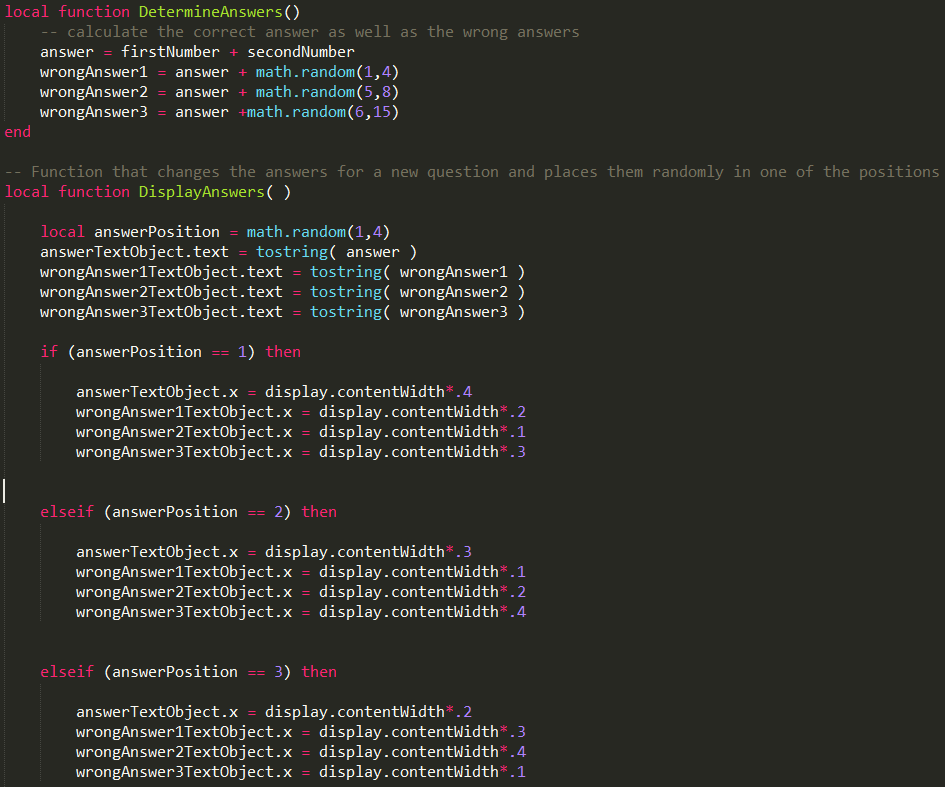 local function DetermineAnswers()
    -- calculate the correct answer as well as the wrong answers
    answer = firstNumber + secondNumber
    wrongAnswer1 = answer + math.random(1,4)
    wrongAnswer2 = answer + math.random(5,8)
    wrongAnswer3 = answer +math.random(6,15)
end
-- Function that changes the answers for a new question and places them randomly in one of the positions
local function DisplayAnswers( )
    local answerPosition = math.random(1,4)
    answerTextObject.text = tostring( answer )
    wrongAnswer1TextObject.text = tostring( wrongAnswer1 )
    wrongAnswer2TextObject.text = tostring( wrongAnswer2 )
    wrongAnswer3TextObject.text = tostring( wrongAnswer3 )
    if (answerPosition == 1) then
        answerTextObject.x = display.contentWidth*.4
        wrongAnswer1TextObject.x = display.contentWidth*.2
        wrongAnswer2TextObject.x = display.contentWidth*.1
        wrongAnswer3TextObject.x = display.contentWidth*.3
    elseif (answerPosition == 2) then
        answerTextObject.x = display.contentWidth*.3
        wrongAnswer1TextObject.x = display.contentWidth*.1
        wrongAnswer2TextObject.x = display.contentWidth*.2
        wrongAnswer3TextObject.x = display.contentWidth*.4
    elseif (answerPosition == 3) then
        answerTextObject.x = display.contentWidth*.2
        wrongAnswer1TextObject.x = display.contentWidth*.3
        wrongAnswer2TextObject.x = display.contentWidth*.4
        wrongAnswer3TextObject.x = display.contentWidth*.1